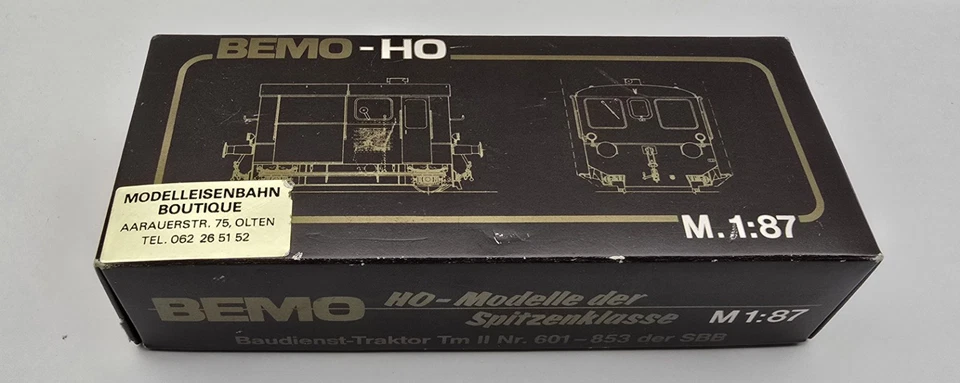 BEMO - HO
MODELLEISENBAHN
BOUTIQUE
AARAUERSTR. 75, OLTEN
TEL. 062 26 51 52
M. 1:87
BEMO
HO-Modelle der
Spitzenklasse
M 1:87
Baudienst-Traktor Tm II Nr. 601-853 der SBB